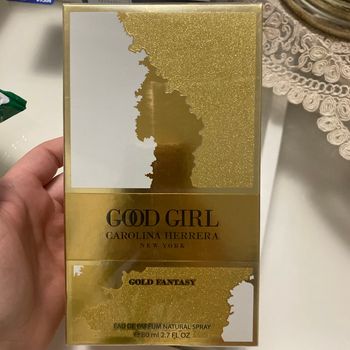 GOOD GIRL
CAROLINA HERRERA
NEW YORK
GOLD FANTASY
EAU DE PARFUM NATURAL SPRAY
℮ 80 ml 2.7 FL. OZ.